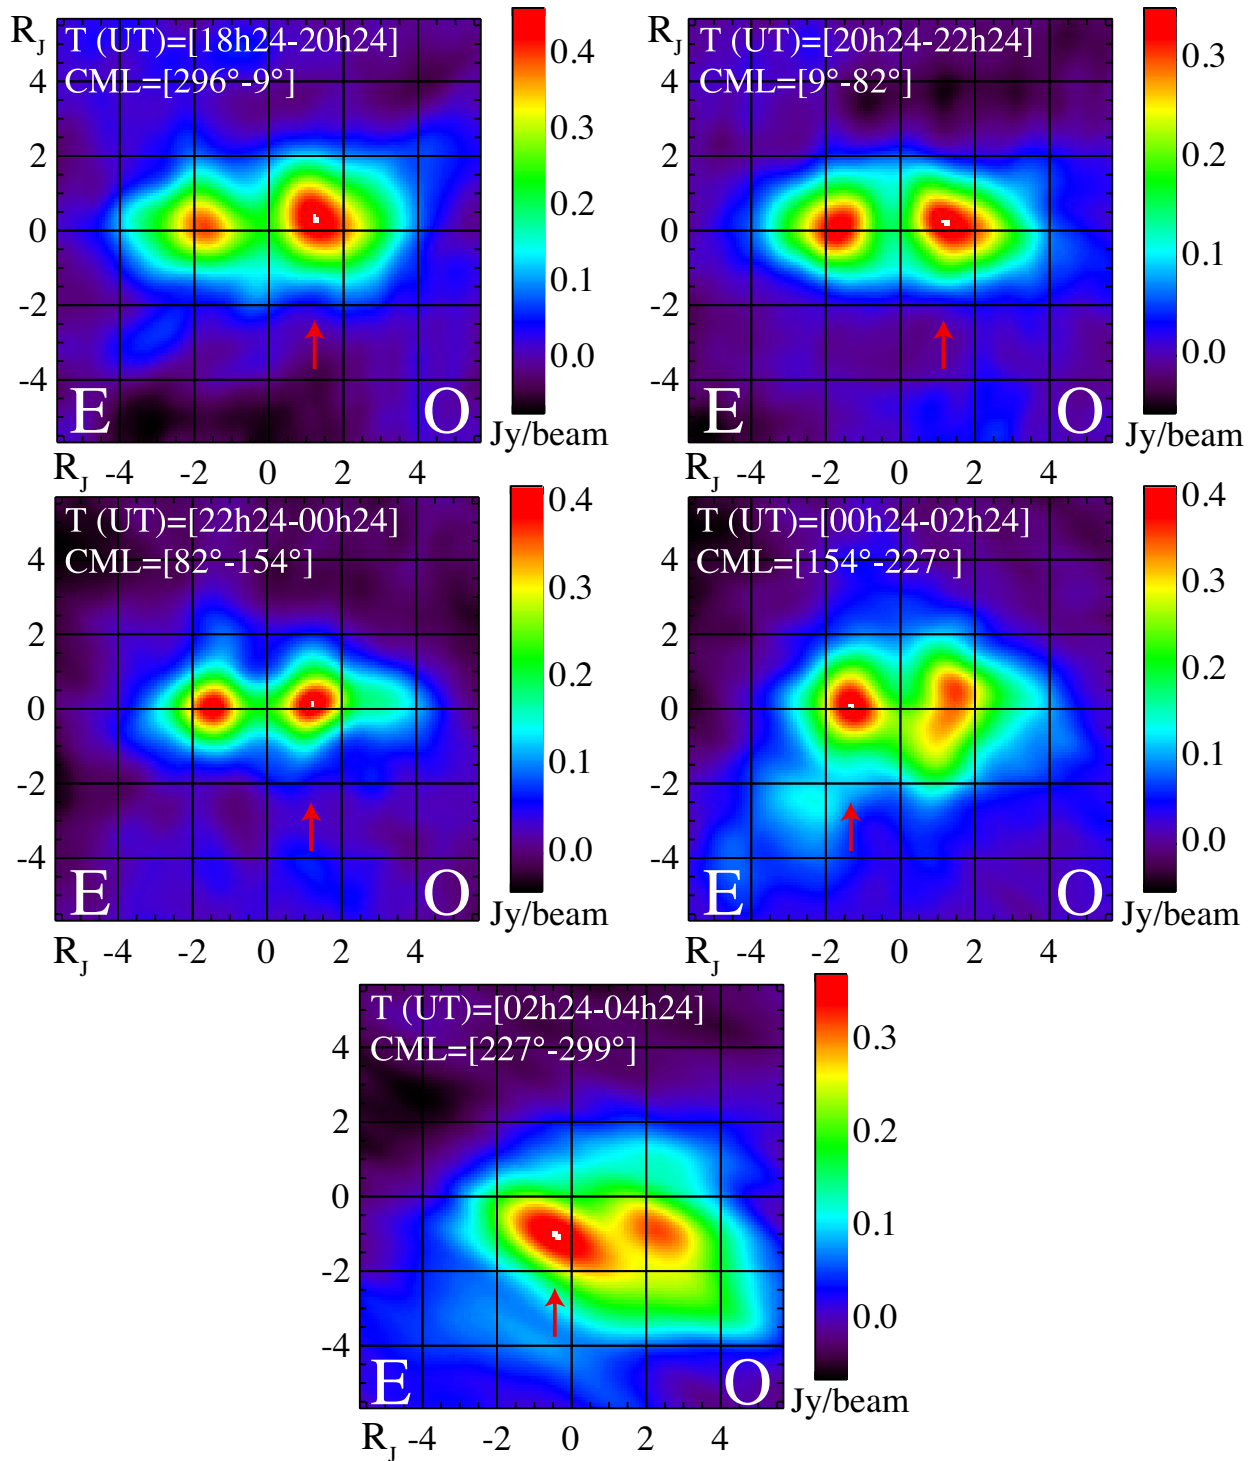 R_J
T (UT)=[18h24-20h24]
CML=[296°-9°]
4
2
0
-2
-4
E
O
R_J -4 -2 0 2 4
0.4
0.3
0.2
0.1
0.0
Jy/beam
R_J
T (UT)=[20h24-22h24]
CML=[9°-82°]
4
2
0
-2
-4
E
O
R_J -4 -2 0 2 4
0.3
0.2
0.1
0.0
Jy/beam
T (UT)=[22h24-00h24]
CML=[82°-154°]
4
2
0
-2
-4
E
O
R_J -4 -2 0 2 4
0.4
0.3
0.2
0.1
0.0
Jy/beam
T (UT)=[00h24-02h24]
CML=[154°-227°]
4
2
0
-2
-4
E
O
R_J -4 -2 0 2 4
0.4
0.3
0.2
0.1
0.0
Jy/beam
T (UT)=[02h24-04h24]
CML=[227°-299°]
4
2
0
-2
-4
E
O
R_J -4 -2 0 2 4
0.3
0.2
0.1
0.0
Jy/beam